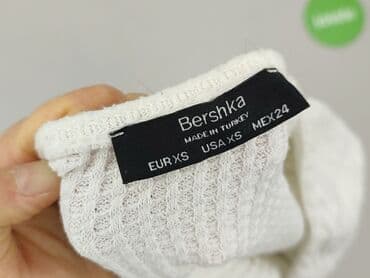 Bershka
MADE IN TURKEY
EUR XS USA XS MEX 24